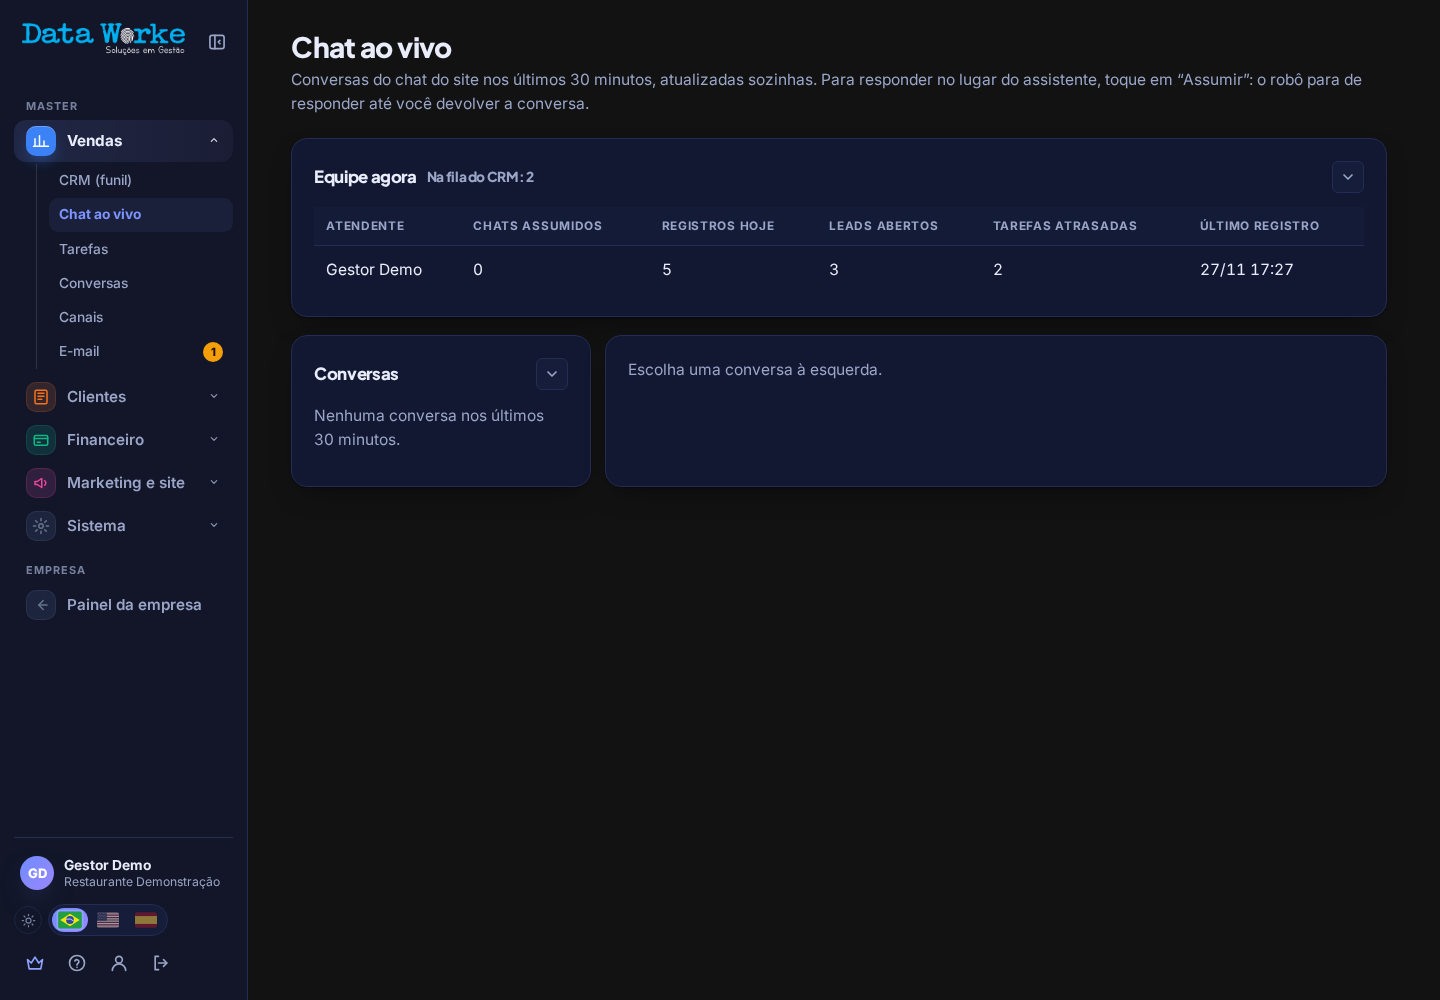 Data Worke
Soluções em Gestão
MASTER
Vendas
CRM (funil)
Chat ao vivo
Tarefas
Conversas
Canais
E-mail 1
Clientes
Financeiro
Marketing e site
Sistema
EMPRESA
Painel da empresa
GD
Gestor Demo
Restaurante Demonstração
Chat ao vivo
Conversas do chat do site nos últimos 30 minutos, atualizadas sozinhas. Para responder no lugar do assistente, toque em “Assumir”: o robô para de
responder até você devolver a conversa.
Equipe agora Na fila do CRM: 2
ATENDENTE CHATS ASSUMIDOS REGISTROS HOJE LEADS ABERTOS TAREFAS ATRASADAS ÚLTIMO REGISTRO
Gestor Demo 0 5 3 2 27/11 17:27
Conversas
Nenhuma conversa nos últimos
30 minutos.
Escolha uma conversa à esquerda.